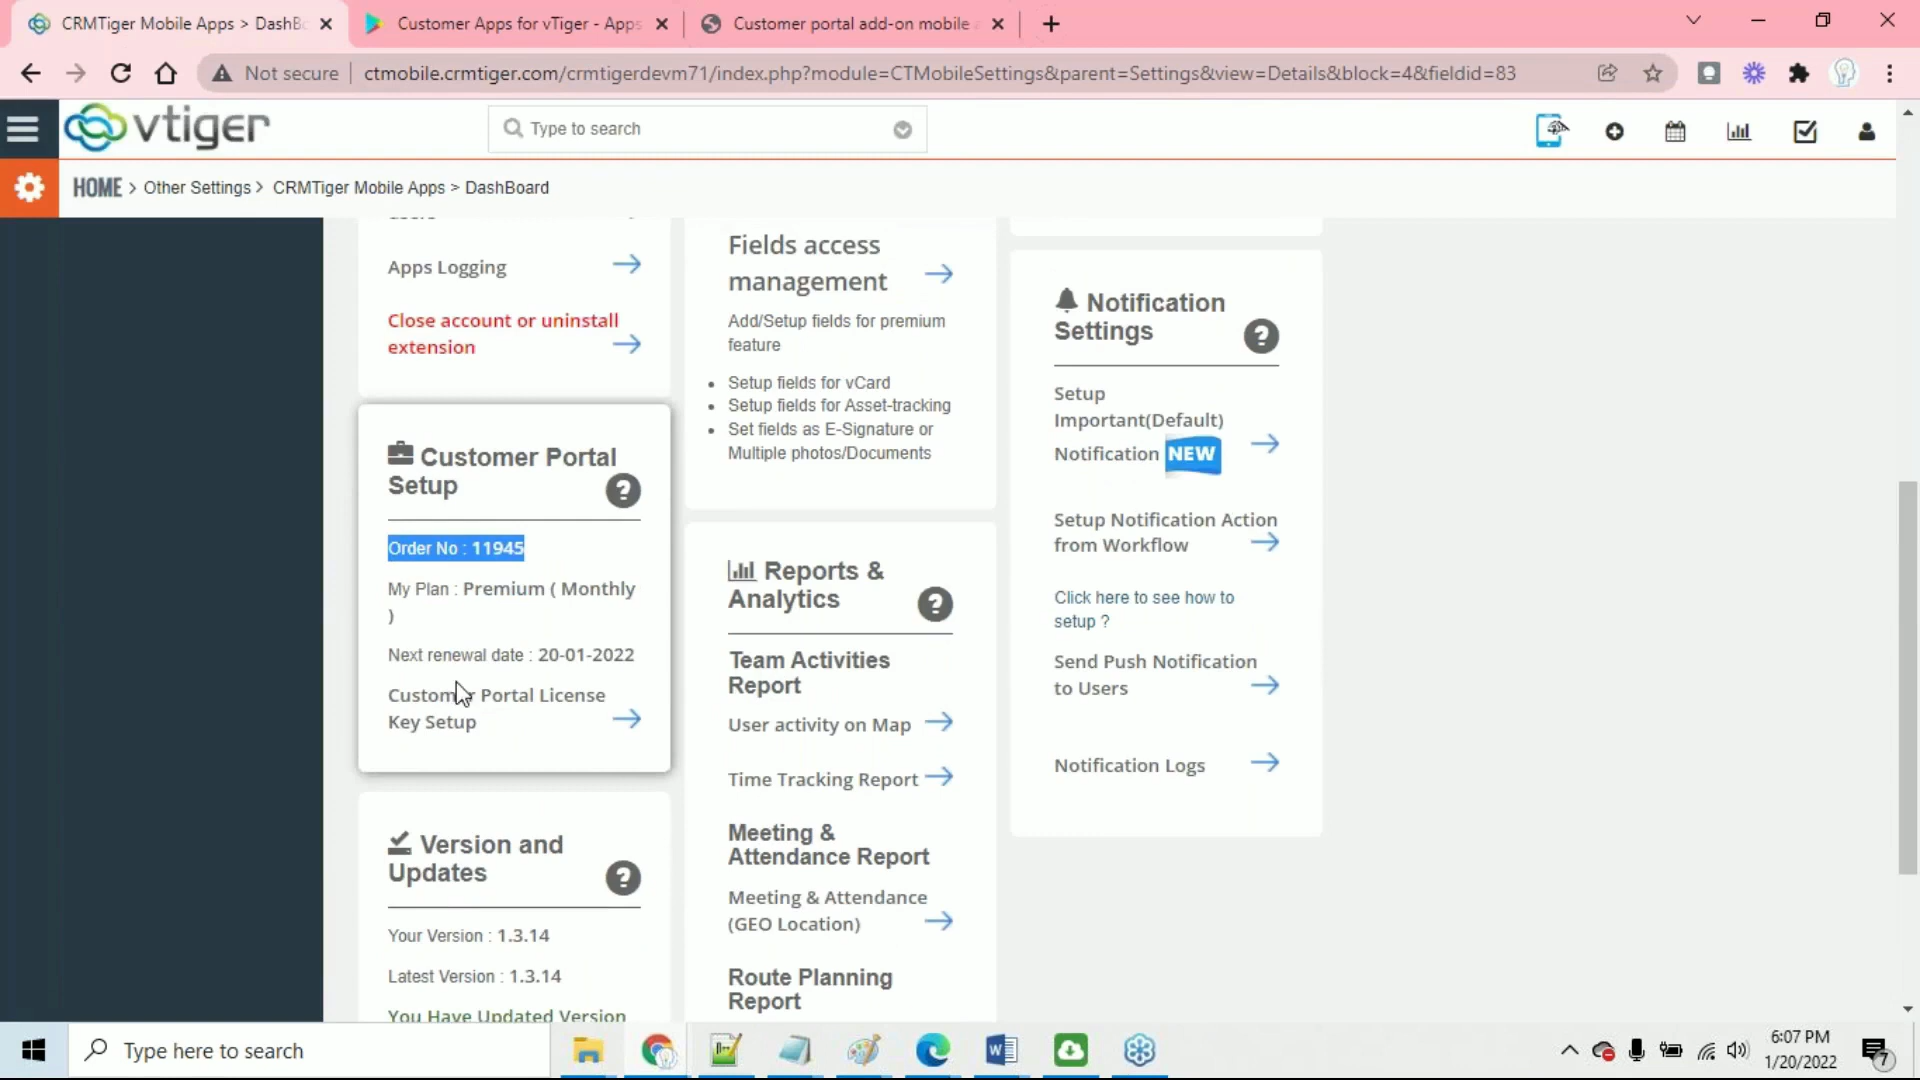 CRMTiger Mobile Apps > DashBo
Customer Apps for vTiger - Apps
Customer portal add-on mobile a
Not secure
ctmobile.crmtiger.com/crmtigerdevm71/index.php?module=CTMobileSettings&parent=Settings&view=Details&block=4&fieldid=83
vtiger
Type to search
HOME > Other Settings > CRMTiger Mobile Apps > DashBoard
Apps Logging
Close account or uninstall
extension
Customer Portal
Setup
?
Order No : 11945
My Plan : Premium ( Monthly
)
Next renewal date : 20-01-2022
Customer Portal License
Key Setup
Version and
Updates
?
Your Version : 1.3.14
Latest Version : 1.3.14
You Have Updated Version
Fields access
management
Add/Setup fields for premium
feature
• Setup fields for vCard
• Setup fields for Asset-tracking
• Set fields as E-Signature or
Multiple photos/Documents
Reports &
Analytics
?
Team Activities
Report
User activity on Map
Time Tracking Report
Meeting &
Attendance Report
Meeting & Attendance
(GEO Location)
Route Planning
Report
Notification
Settings
?
Setup
Important(Default)
Notification NEW
Setup Notification Action
from Workflow
Click here to see how to
setup ?
Send Push Notification
to Users
Notification Logs
Type here to search
6:07 PM
1/20/2022
7